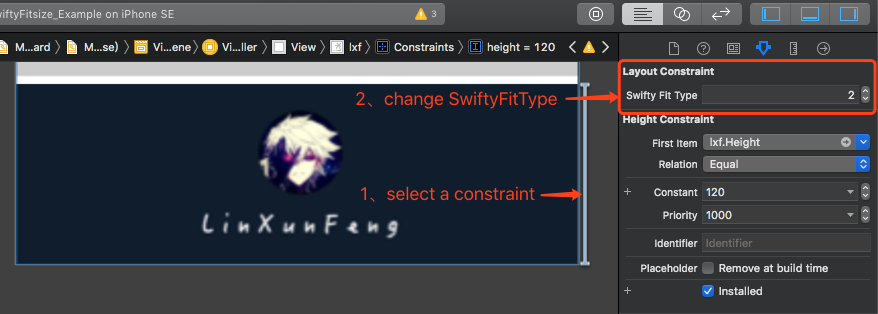 wiftyFitsize_Example on iPhone SE
3
M...ard
M...se)
Vi...ene
Vi...ller
View
lxf
Constraints
height = 120
2、change SwiftyFitType
1、select a constraint
LinXunFeng
Layout Constraint
Swifty Fit Type 2
Height Constraint
First Item lxf.Height
Relation Equal
Constant 120
Priority 1000
Identifier Identifier
Placeholder Remove at build time
Installed